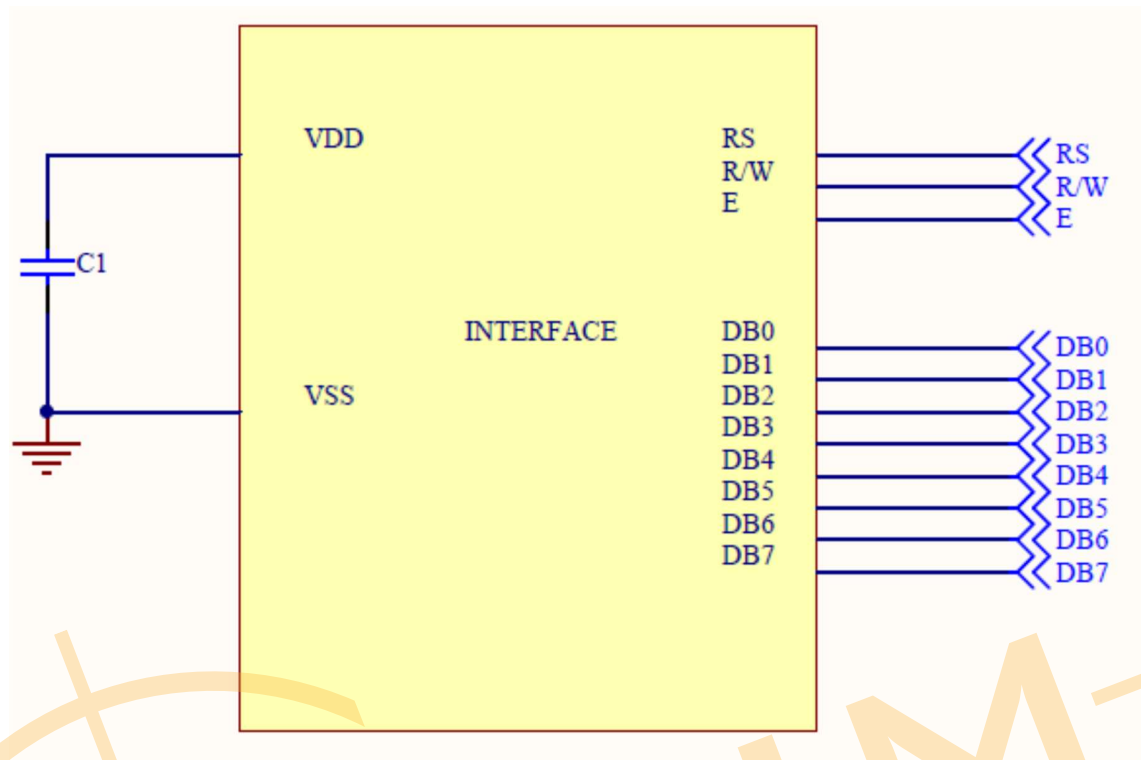 VDD
RS
RS
R/W
R/W
E
E
C1
INTERFACE
DB0
DB0
DB1
DB1
VSS
DB2
DB2
DB3
DB3
DB4
DB4
DB5
DB5
DB6
DB6
DB7
DB7